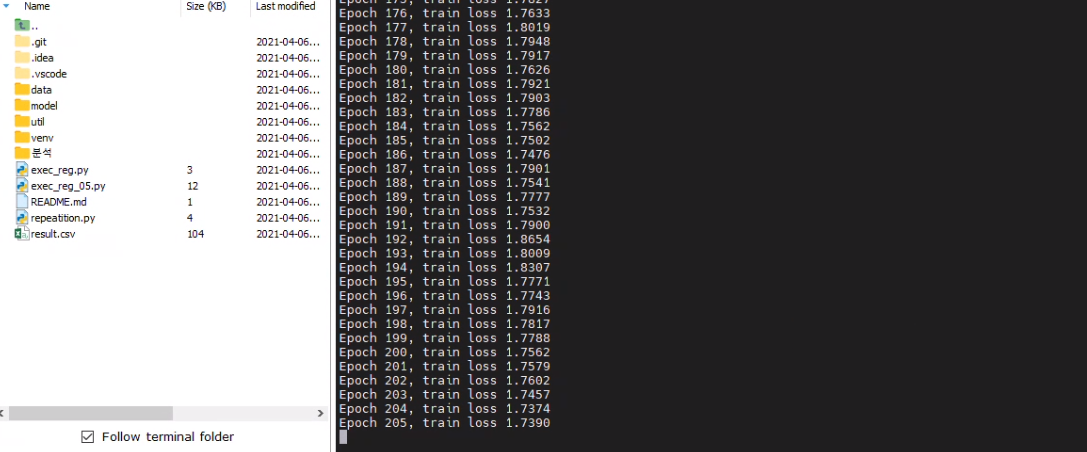 Name Size (KB) Last modified
..
.git 2021-04-06...
.idea 2021-04-06...
.vscode 2021-04-06...
data 2021-04-06...
model 2021-04-06...
util 2021-04-06...
venv 2021-04-06...
분석 2021-04-06...
exec_reg.py 3 2021-04-06...
exec_reg_05.py 12 2021-04-06...
README.md 1 2021-04-06...
repeatition.py 4 2021-04-06...
result.csv 104 2021-04-06...
Follow terminal folder
Epoch 176, train loss 1.7633
Epoch 177, train loss 1.8019
Epoch 178, train loss 1.7948
Epoch 179, train loss 1.7917
Epoch 180, train loss 1.7626
Epoch 181, train loss 1.7921
Epoch 182, train loss 1.7903
Epoch 183, train loss 1.7786
Epoch 184, train loss 1.7562
Epoch 185, train loss 1.7502
Epoch 186, train loss 1.7476
Epoch 187, train loss 1.7901
Epoch 188, train loss 1.7541
Epoch 189, train loss 1.7777
Epoch 190, train loss 1.7532
Epoch 191, train loss 1.7900
Epoch 192, train loss 1.8654
Epoch 193, train loss 1.8009
Epoch 194, train loss 1.8307
Epoch 195, train loss 1.7771
Epoch 196, train loss 1.7743
Epoch 197, train loss 1.7916
Epoch 198, train loss 1.7817
Epoch 199, train loss 1.7788
Epoch 200, train loss 1.7562
Epoch 201, train loss 1.7579
Epoch 202, train loss 1.7602
Epoch 203, train loss 1.7457
Epoch 204, train loss 1.7374
Epoch 205, train loss 1.7390